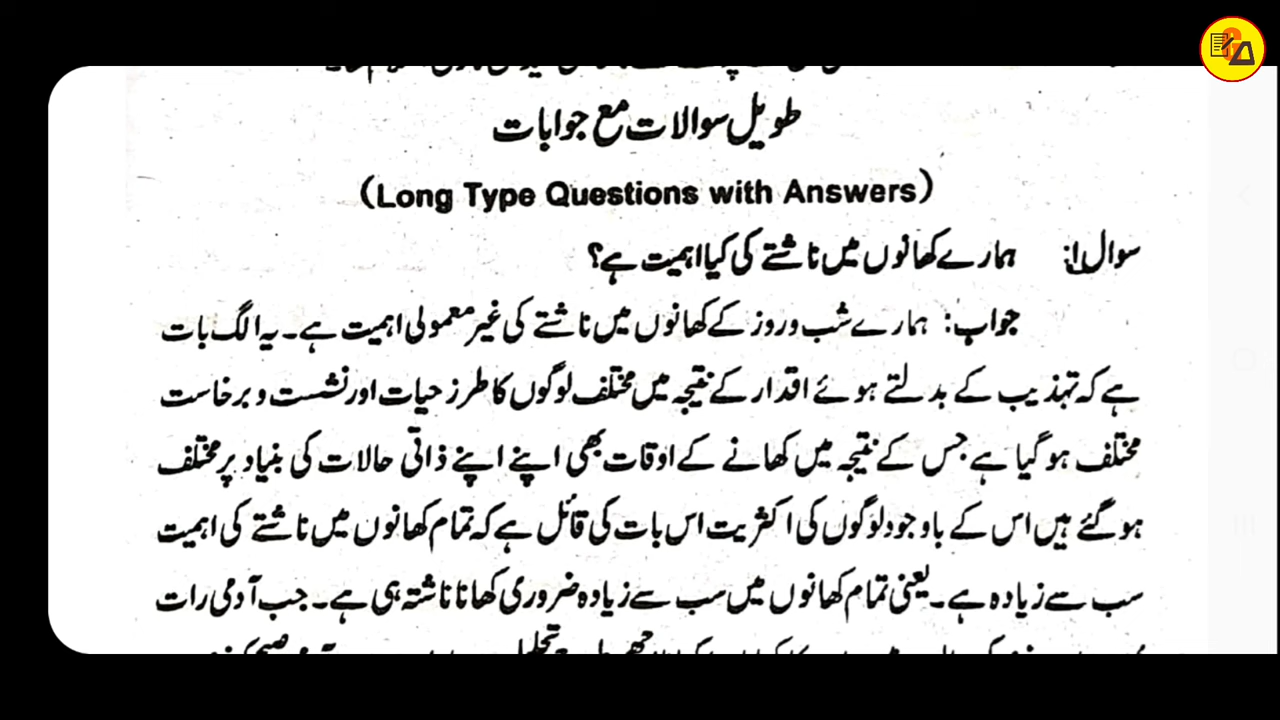 طویل سوالات مع جوابات
(Long Type Questions with Answers)
سوال 1: ہمارے کھانوں میں ناشتے کی کیا اہمیت ہے؟
جواب: ہمارے شب و روز کے کھانوں میں ناشتے کی غیر معمولی اہمیت ہے۔ یہ الگ بات
ہے کہ تہذیب کے بدلتے ہوئے اقدار کے نتیجہ میں مختلف لوگوں کا طرز حیات اور نشست و برخاست
مختلف ہو گیا ہے جس کے نتیجہ میں کھانے کے اوقات بھی اپنے اپنے ذاتی حالات کی بنیاد پر مختلف
ہو گئے ہیں اس کے باوجود لوگوں کی اکثریت اس بات کی قائل ہے کہ تمام کھانوں میں ناشتے کی اہمیت
سب سے زیادہ ہے۔ یعنی تمام کھانوں میں سب سے زیادہ ضروری کھانا ناشتہ ہی ہے۔ جب آدمی رات